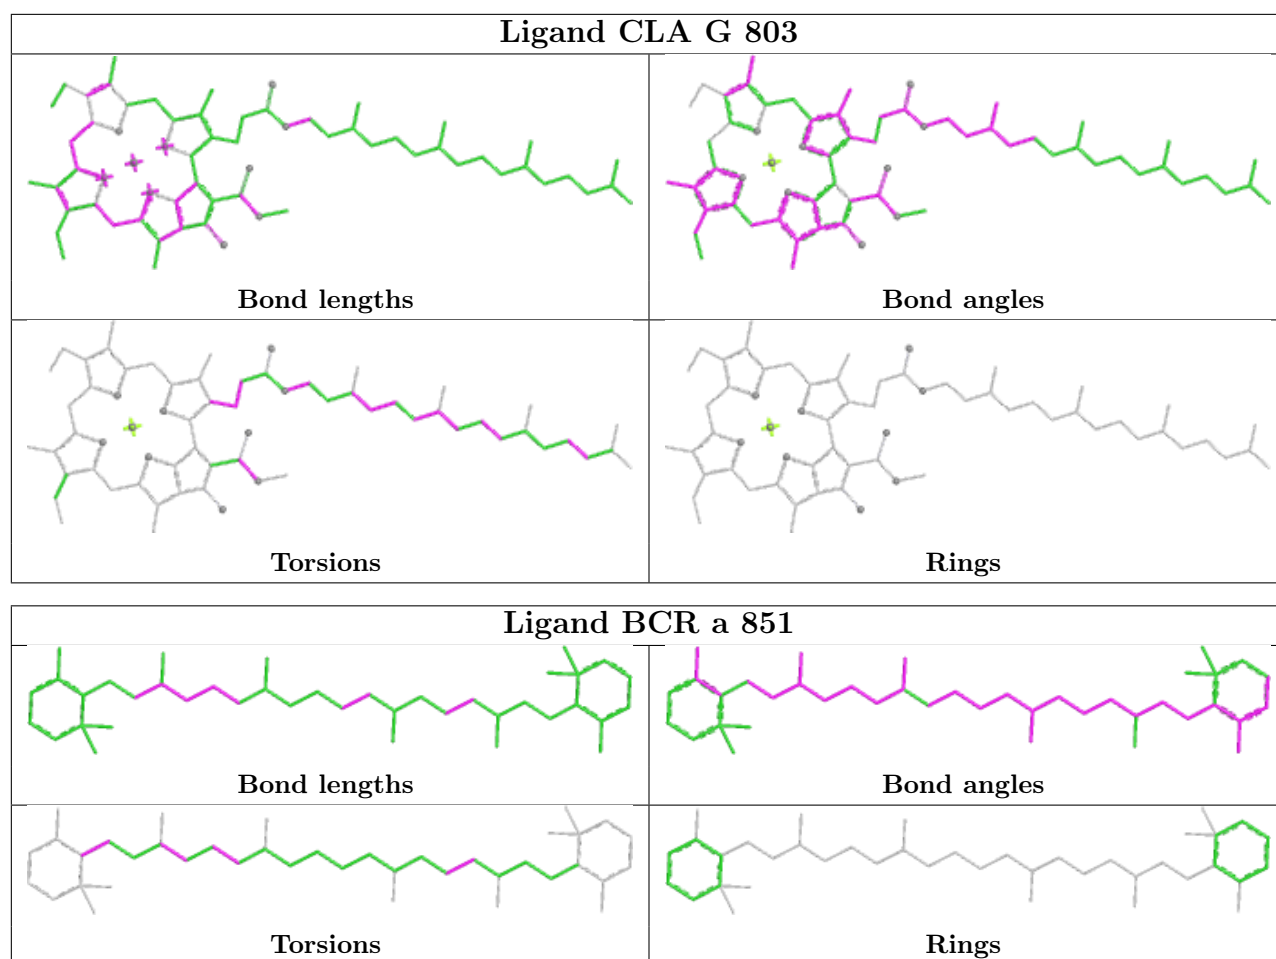 Ligand CLA G 803
Bond lengths
Bond angles
Torsions
Rings
Ligand BCR a 851
Bond lengths
Bond angles
Torsions
Rings